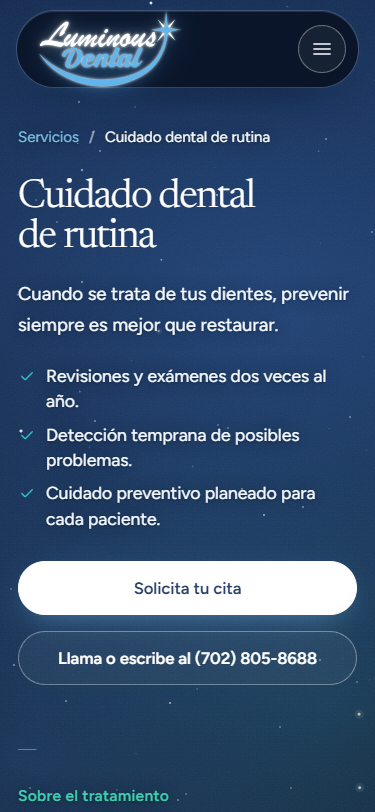 Luminous
Dental
Servicios / Cuidado dental de rutina
Cuidado dental
de rutina
Cuando se trata de tus dientes, prevenir
siempre es mejor que restaurar.
Revisiones y exámenes dos veces al
año.
Detección temprana de posibles
problemas.
Cuidado preventivo planeado para
cada paciente.
Solicita tu cita
Llama o escribe al (702) 805-8688
Sobre el tratamiento